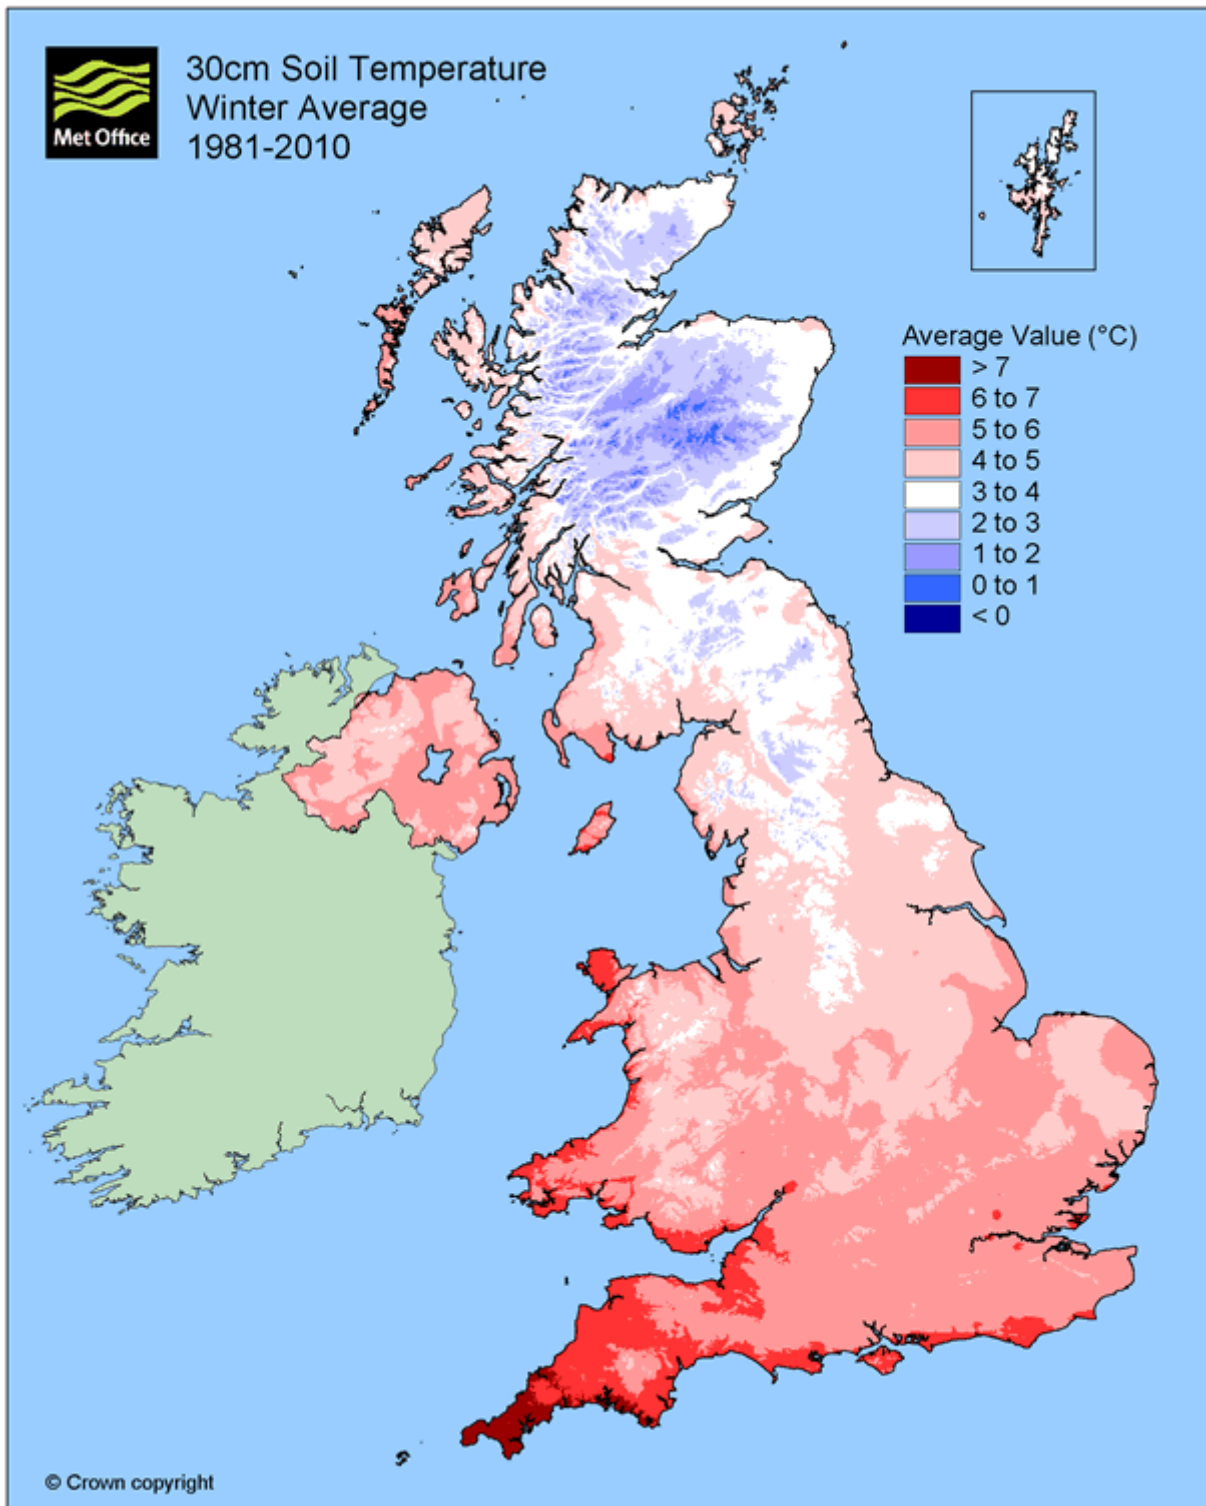 Met Office
30cm Soil Temperature
Winter Average
1981-2010
Average Value (°C)
> 7
6 to 7
5 to 6
4 to 5
3 to 4
2 to 3
1 to 2
0 to 1
< 0
© Crown copyright